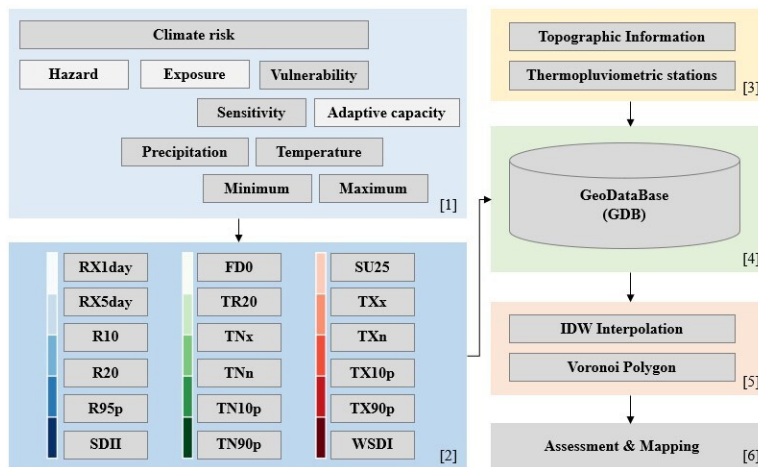 Climate risk
Hazard
Exposure
Vulnerability
Sensitivity
Adaptive capacity
Precipitation
Temperature
Minimum
Maximum
[1]
RX1day
FD0
SU25
RX5day
TR20
TXx
R10
TNx
TXn
R20
TNn
TX10p
R95p
TN10p
TX90p
SDII
TN90p
WSDI
[2]
Topographic Information
Thermopluviometric stations
[3]
GeoDataBase
(GDB)
[4]
IDW Interpolation
Voronoi Polygon
[5]
Assessment & Mapping
[6]